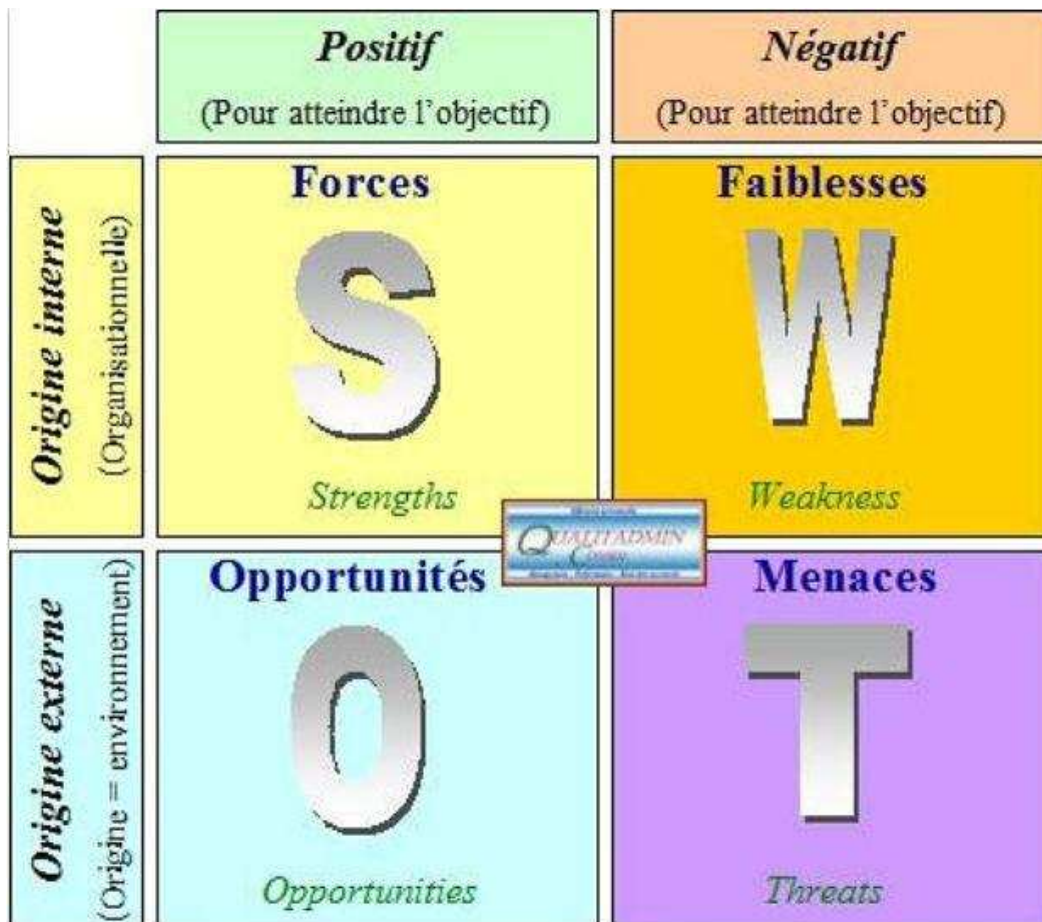 Positif
(Pour atteindre l'objectif)
Négatif
(Pour atteindre l'objectif)
Origine interne
(Organisationnelle)
Forces
S
Strengths
Faiblesses
W
Weakness
QUALITADMIN
Origine externe
(Origine = environnement)
Opportunités
O
Opportunities
Menaces
T
Threats